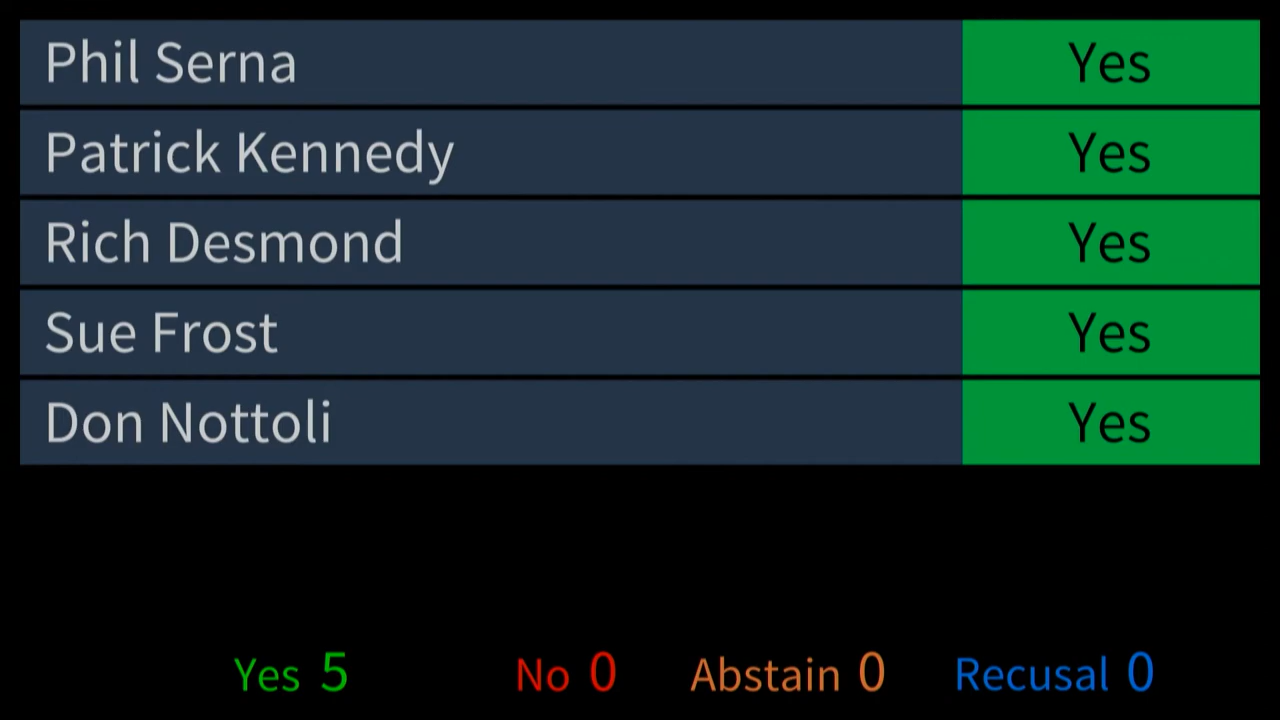 Phil Serna Yes
Patrick Kennedy Yes
Rich Desmond Yes
Sue Frost Yes
Don Nottoli Yes
Yes 5 No 0 Abstain 0 Recusal 0